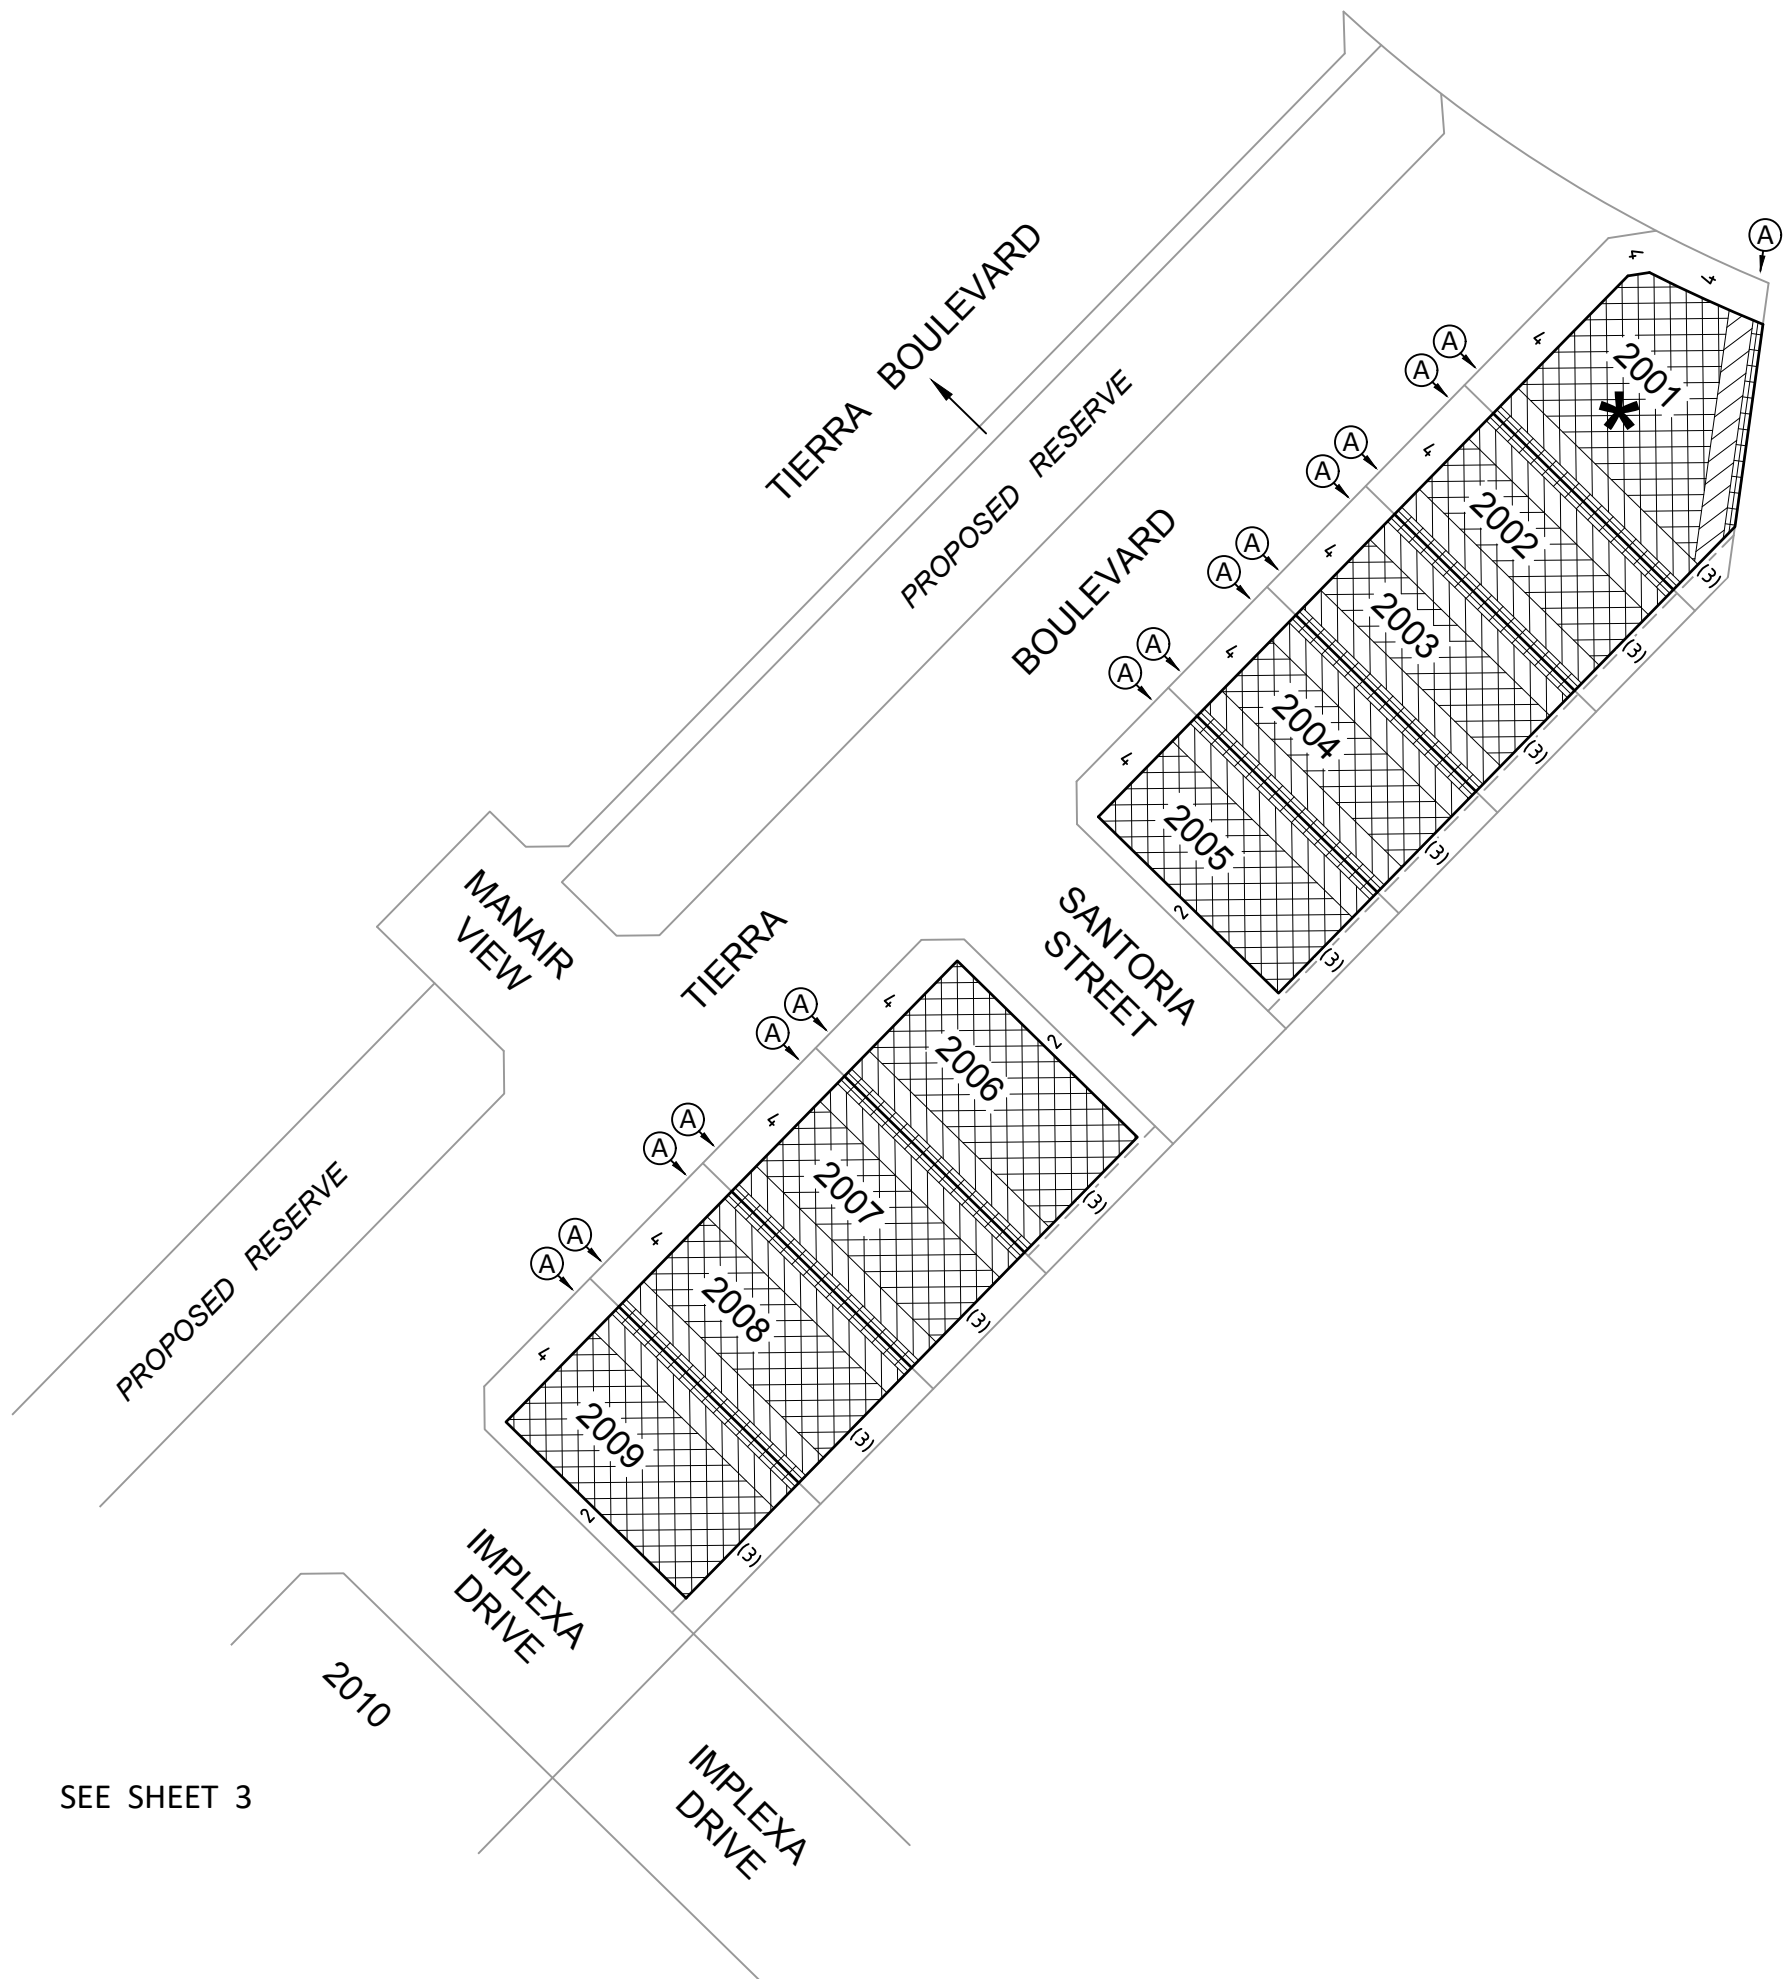 A
4
4
4
A
A
2001
*
(3)
A
A
4
2002
(3)
A
A
4
2003
(3)
A
A
4
2004
(3)
4
2005
2
(3)
TIERRA BOULEVARD
PROPOSED RESERVE
TIERRA BOULEVARD
MANAIR
VIEW
SANTORIA
STREET
A
A
4
2006
2
(3)
A
A
4
2007
(3)
A
A
4
2008
(3)
4
2009
2
(3)
PROPOSED RESERVE
IMPLEXA
DRIVE
2010
IMPLEXA
DRIVE
SEE SHEET 3